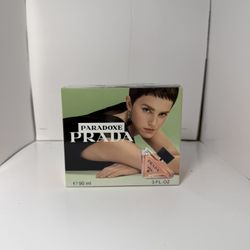 PARADOXE
PRADA
℮ 90 ml
3 FL.OZ